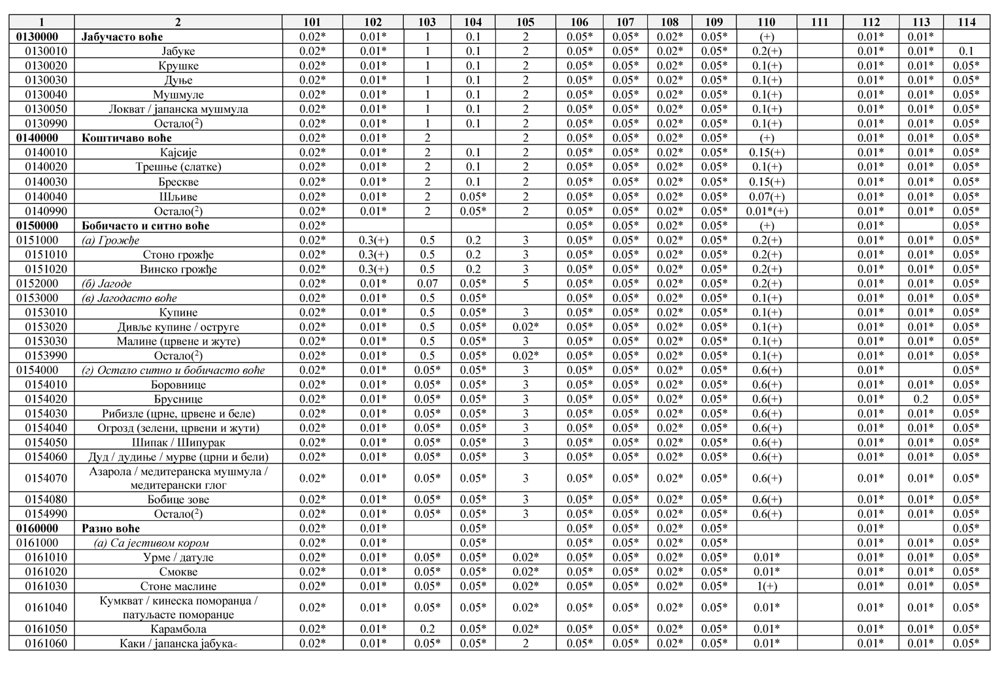 1 2 101 102 103 104 105 106 107 108 109 110 111 112 113 114
0130000 Јабучасто воће 0.02* 0.01* 1 0.1 2 0.05* 0.05* 0.02* 0.05* (+) 0.01* 0.01*
0130010 Јабуке 0.02* 0.01* 1 0.1 2 0.05* 0.05* 0.02* 0.05* 0.2(+) 0.01* 0.01* 0.1
0130020 Крушке 0.02* 0.01* 1 0.1 2 0.05* 0.05* 0.02* 0.05* 0.1(+) 0.01* 0.01* 0.05*
0130030 Дуње 0.02* 0.01* 1 0.1 2 0.05* 0.05* 0.02* 0.05* 0.1(+) 0.01* 0.01* 0.05*
0130040 Мушмуле 0.02* 0.01* 1 0.1 2 0.05* 0.05* 0.02* 0.05* 0.1(+) 0.01* 0.01* 0.05*
0130050 Локват / јапанска мушмула 0.02* 0.01* 1 0.1 2 0.05* 0.05* 0.02* 0.05* 0.1(+) 0.01* 0.01* 0.05*
0130990 Остало(2) 0.02* 0.01* 1 0.1 2 0.05* 0.05* 0.02* 0.05* 0.1(+) 0.01* 0.01* 0.05*
0140000 Коштичаво воће 0.02* 0.01* 2 2 0.05* 0.05* 0.02* 0.05* (+) 0.01* 0.01* 0.05*
0140010 Кајсије 0.02* 0.01* 2 0.1 2 0.05* 0.05* 0.02* 0.05* 0.15(+) 0.01* 0.01* 0.05*
0140020 Трешње (слатке) 0.02* 0.01* 2 0.1 2 0.05* 0.05* 0.02* 0.05* 0.1(+) 0.01* 0.01* 0.05*
0140030 Брескве 0.02* 0.01* 2 0.1 2 0.05* 0.05* 0.02* 0.05* 0.15(+) 0.01* 0.01* 0.05*
0140040 Шљиве 0.02* 0.01* 2 0.05* 2 0.05* 0.05* 0.02* 0.05* 0.07(+) 0.01* 0.01* 0.05*
0140990 Остало(2) 0.02* 0.01* 2 0.05* 2 0.05* 0.05* 0.02* 0.05* 0.01*(+) 0.01* 0.01* 0.05*
0150000 Бобичасто и ситно воће 0.02* 0.05* 0.05* 0.02* 0.05* (+) 0.01* 0.05*
0151000 (а) Грожђе 0.02* 0.3(+) 0.5 0.2 3 0.05* 0.05* 0.02* 0.05* 0.2(+) 0.01* 0.01* 0.05*
0151010 Стоно грожђе 0.02* 0.3(+) 0.5 0.2 3 0.05* 0.05* 0.02* 0.05* 0.2(+) 0.01* 0.01* 0.05*
0151020 Винско грожђе 0.02* 0.3(+) 0.5 0.2 3 0.05* 0.05* 0.02* 0.05* 0.2(+) 0.01* 0.01* 0.05*
0152000 (б) Јагоде 0.02* 0.01* 0.07 0.05* 5 0.05* 0.05* 0.02* 0.05* 0.2(+) 0.01* 0.01* 0.05*
0153000 (в) Јагодасто воће 0.02* 0.01* 0.5 0.05* 0.05* 0.05* 0.02* 0.05* 0.1(+) 0.01* 0.01* 0.05*
0153010 Купине 0.02* 0.01* 0.5 0.05* 3 0.05* 0.05* 0.02* 0.05* 0.1(+) 0.01* 0.01* 0.05*
0153020 Дивље купине / оструге 0.02* 0.01* 0.5 0.05* 0.02* 0.05* 0.05* 0.02* 0.05* 0.1(+) 0.01* 0.01* 0.05*
0153030 Малине (црвене и жуте) 0.02* 0.01* 0.5 0.05* 3 0.05* 0.05* 0.02* 0.05* 0.1(+) 0.01* 0.01* 0.05*
0153990 Остало(2) 0.02* 0.01* 0.5 0.05* 0.02* 0.05* 0.05* 0.02* 0.05* 0.1(+) 0.01* 0.01* 0.05*
0154000 (г) Остало ситно и бобичасто воће 0.02* 0.01* 0.05* 0.05* 3 0.05* 0.05* 0.02* 0.05* 0.6(+) 0.01* 0.05*
0154010 Боровнице 0.02* 0.01* 0.05* 0.05* 3 0.05* 0.05* 0.02* 0.05* 0.6(+) 0.01* 0.01* 0.05*
0154020 Бруснице 0.02* 0.01* 0.05* 0.05* 3 0.05* 0.05* 0.02* 0.05* 0.6(+) 0.01* 0.2 0.05*
0154030 Рибизле (црне, црвене и беле) 0.02* 0.01* 0.05* 0.05* 3 0.05* 0.05* 0.02* 0.05* 0.6(+) 0.01* 0.01* 0.05*
0154040 Огрозд (зелени, црвени и жути) 0.02* 0.01* 0.05* 0.05* 3 0.05* 0.05* 0.02* 0.05* 0.6(+) 0.01* 0.01* 0.05*
0154050 Шипак / Шипурак 0.02* 0.01* 0.05* 0.05* 3 0.05* 0.05* 0.02* 0.05* 0.6(+) 0.01* 0.01* 0.05*
0154060 Дуд / дудиње / мурве (црни и бели) 0.02* 0.01* 0.05* 0.05* 3 0.05* 0.05* 0.02* 0.05* 0.6(+) 0.01* 0.01* 0.05*
0154070 Азарола / медитеранска мушмула /
медитерански глог 0.02* 0.01* 0.05* 0.05* 3 0.05* 0.05* 0.02* 0.05* 0.6(+) 0.01* 0.01* 0.05*
0154080 Бобице зове 0.02* 0.01* 0.05* 0.05* 3 0.05* 0.05* 0.02* 0.05* 0.6(+) 0.01* 0.01* 0.05*
0154990 Остало(2) 0.02* 0.01* 0.05* 0.05* 3 0.05* 0.05* 0.02* 0.05* 0.6(+) 0.01* 0.01* 0.05*
0160000 Разно воће 0.02* 0.01* 0.05* 0.05* 0.05* 0.02* 0.05* 0.01* 0.05*
0161000 (а) Са јестивом кором 0.02* 0.01* 0.05* 0.05* 0.05* 0.02* 0.05* 0.01* 0.01* 0.05*
0161010 Урме / датуле 0.02* 0.01* 0.05* 0.05* 0.02* 0.05* 0.05* 0.02* 0.05* 0.01* 0.01* 0.01* 0.05*
0161020 Смокве 0.02* 0.01* 0.05* 0.05* 0.02* 0.05* 0.05* 0.02* 0.05* 0.01* 0.01* 0.01* 0.05*
0161030 Стоне маслине 0.02* 0.01* 0.05* 0.05* 0.02* 0.05* 0.05* 0.02* 0.05* 1(+) 0.01* 0.01* 0.05*
0161040 Кумкват / кинеска поморанџа /
патуљасте поморанџе 0.02* 0.01* 0.05* 0.05* 0.02* 0.05* 0.05* 0.02* 0.05* 0.01* 0.01* 0.01* 0.05*
0161050 Карамбола 0.02* 0.01* 0.2 0.05* 0.02* 0.05* 0.05* 0.02* 0.05* 0.01* 0.01* 0.01* 0.05*
0161060 Каки / јапанска јабука< 0.02* 0.01* 0.05* 0.05* 2 0.05* 0.05* 0.02* 0.05* 0.01* 0.01* 0.01* 0.05*